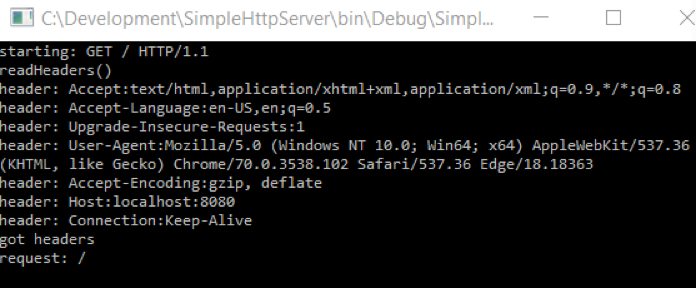 C:\Development\SimpleHttpServer\bin\Debug\Simpl...
starting: GET / HTTP/1.1
readHeaders()
header: Accept:text/html,application/xhtml+xml,application/xml;q=0.9,*/*;q=0.8
header: Accept-Language:en-US,en;q=0.5
header: Upgrade-Insecure-Requests:1
header: User-Agent:Mozilla/5.0 (Windows NT 10.0; Win64; x64) AppleWebKit/537.36
(KHTML, like Gecko) Chrome/70.0.3538.102 Safari/537.36 Edge/18.18363
header: Accept-Encoding:gzip, deflate
header: Host:localhost:8080
header: Connection:Keep-Alive
got headers
request: /